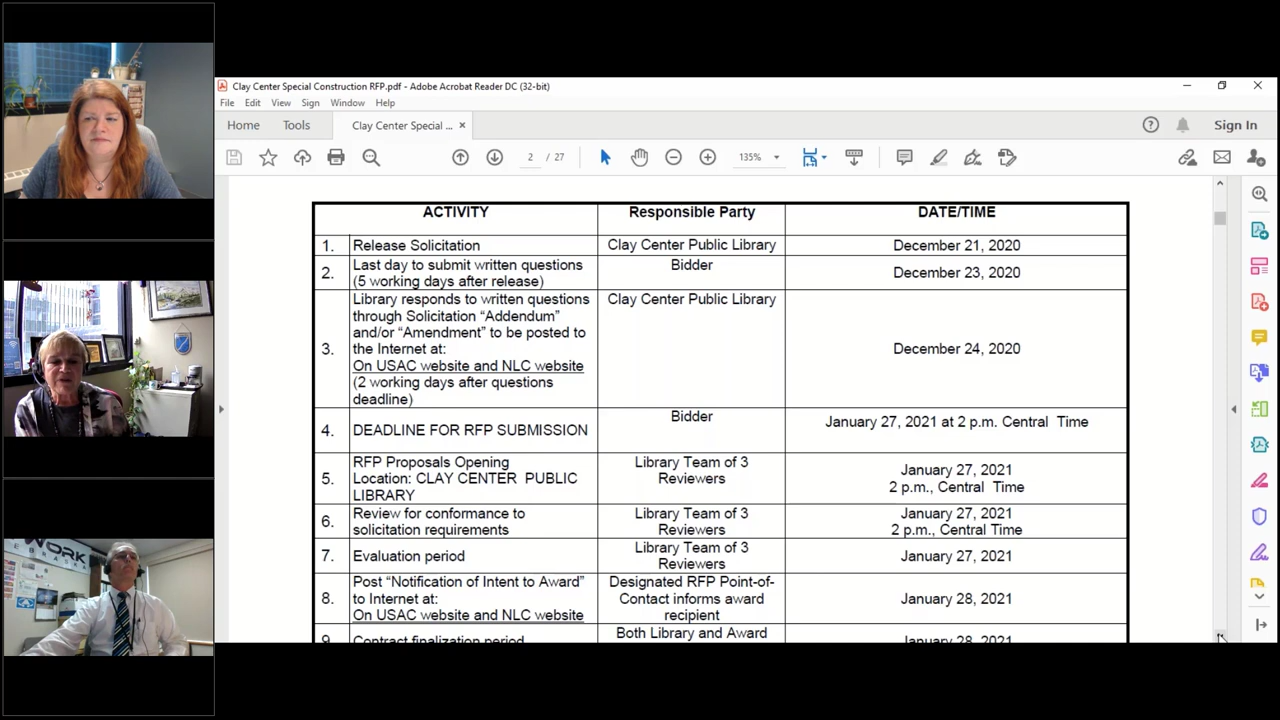 Clay Center Special Construction RFP.pdf - Adobe Acrobat Reader DC (32-bit)
File Edit View Sign Window Help
Home Tools Clay Center Special ... × Sign In
2 / 27 135%
ACTIVITY Responsible Party DATE/TIME
1. Release Solicitation Clay Center Public Library December 21, 2020
2. Last day to submit written questions
(5 working days after release)
Bidder
December 23, 2020
3. Library responds to written questions
through Solicitation “Addendum”
and/or “Amendment” to be posted to
the Internet at:
On USAC website and NLC website
(2 working days after questions
deadline)
Clay Center Public Library
December 24, 2020
4. DEADLINE FOR RFP SUBMISSION
Bidder
January 27, 2021 at 2 p.m. Central Time
5. RFP Proposals Opening
Location: CLAY CENTER PUBLIC
LIBRARY
Library Team of 3
Reviewers
January 27, 2021
2 p.m., Central Time
6. Review for conformance to
solicitation requirements
Library Team of 3
Reviewers
January 27, 2021
2 p.m., Central Time
7. Evaluation period
Library Team of 3
Reviewers
January 27, 2021
8. Post “Notification of Intent to Award”
to Internet at:
On USAC website and NLC website
Designated RFP Point-of-
Contact informs award
recipient
January 28, 2021
9. Contract finalization period
Both Library and Award
January 28, 2021
WORK